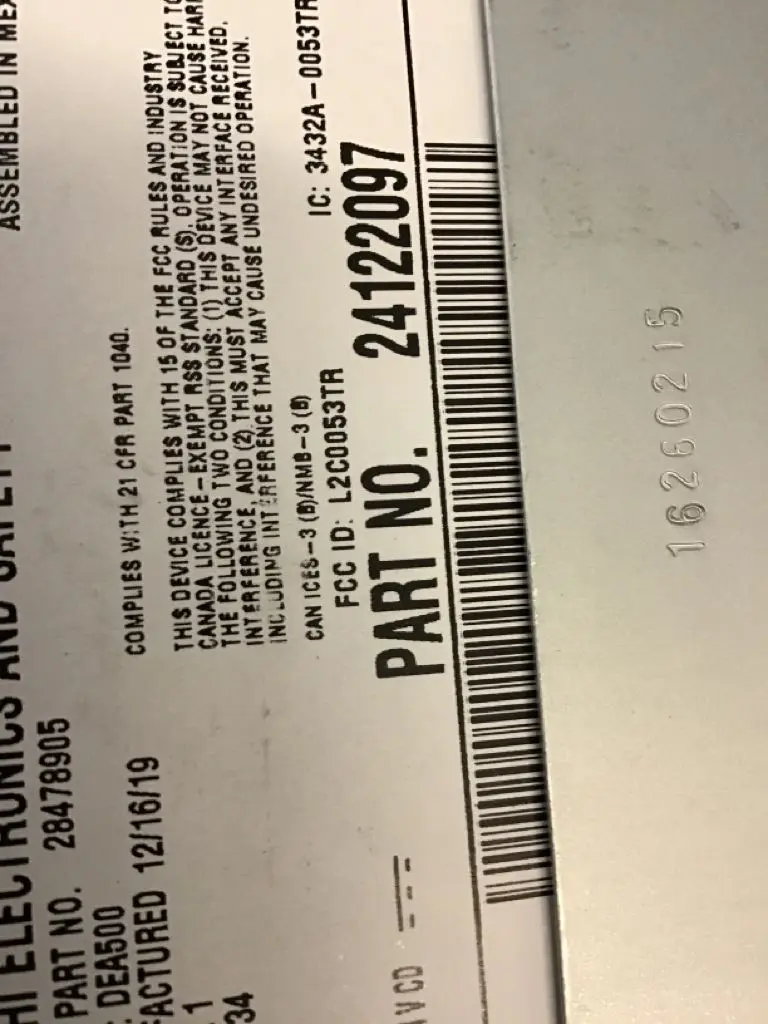 HI ELECTRONICS AND SAFETY
ASSEMBLED IN MEX
PART NO. 28478905
DEA500
FACTURED 12/16/19
1
34
COMPLIES WITH 21 CFR PART 1040.
THIS DEVICE COMPLIES WITH 15 OF THE FCC RULES AND INDUSTRY
CANADA LICENCE-EXEMPT RSS STANDARD (S). OPERATION IS SUBJECT TO
THE FOLLOWING TWO CONDITIONS: (1) THIS DEVICE MAY NOT CAUSE HAR
INTERFERENCE, AND (2) THIS MUST ACCEPT ANY INTERFACE RECEIVED,
INCLUDING INTERFERENCE THAT MAY CAUSE UNDESIRED OPERATION.
CAN ICES-3 (B)/NMB-3 (B)
FCC ID: L2C0053TR IC: 3432A-0053TR
PART NO. 24122097
VCD ---
16260215